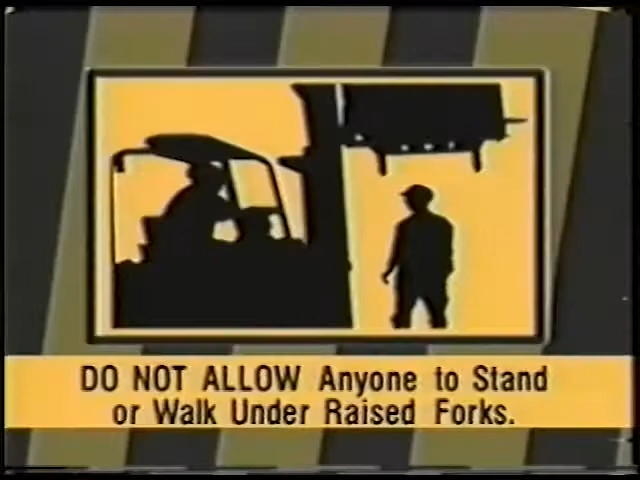 DO NOT ALLOW Anyone to Stand
or Walk Under Raised Forks.